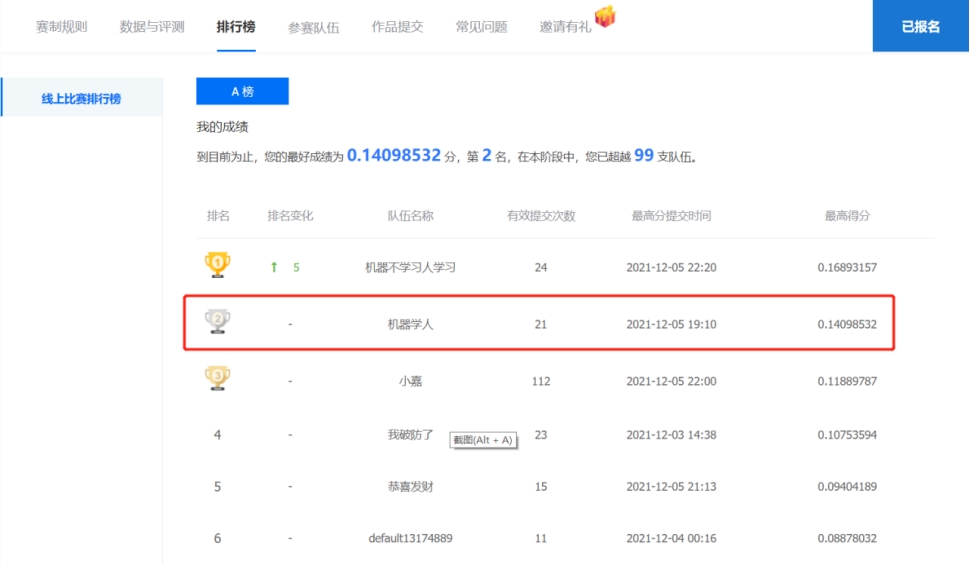 赛制规则 数据与评测 排行榜 参赛队伍 作品提交 常见问题 邀请有礼 已报名
线上比赛排行榜
A 榜
我的成绩
到目前为止，您的最好成绩为 0.14098532 分，第 2 名，在本阶段中，您已超越 99 支队伍。
排名 排名变化 队伍名称 有效提交次数 最高分提交时间 最高得分
1 ↑ 5 机器不学习人学习 24 2021-12-05 22:20 0.16893157
2 - 机器学人 21 2021-12-05 19:10 0.14098532
3 - 小嘉 112 2021-12-05 22:00 0.11889787
4 - 我破防了 23 2021-12-03 14:38 0.10753594
截图(Alt + A)
5 - 恭喜发财 15 2021-12-05 21:13 0.09404189
6 - default13174889 11 2021-12-04 00:16 0.08878032